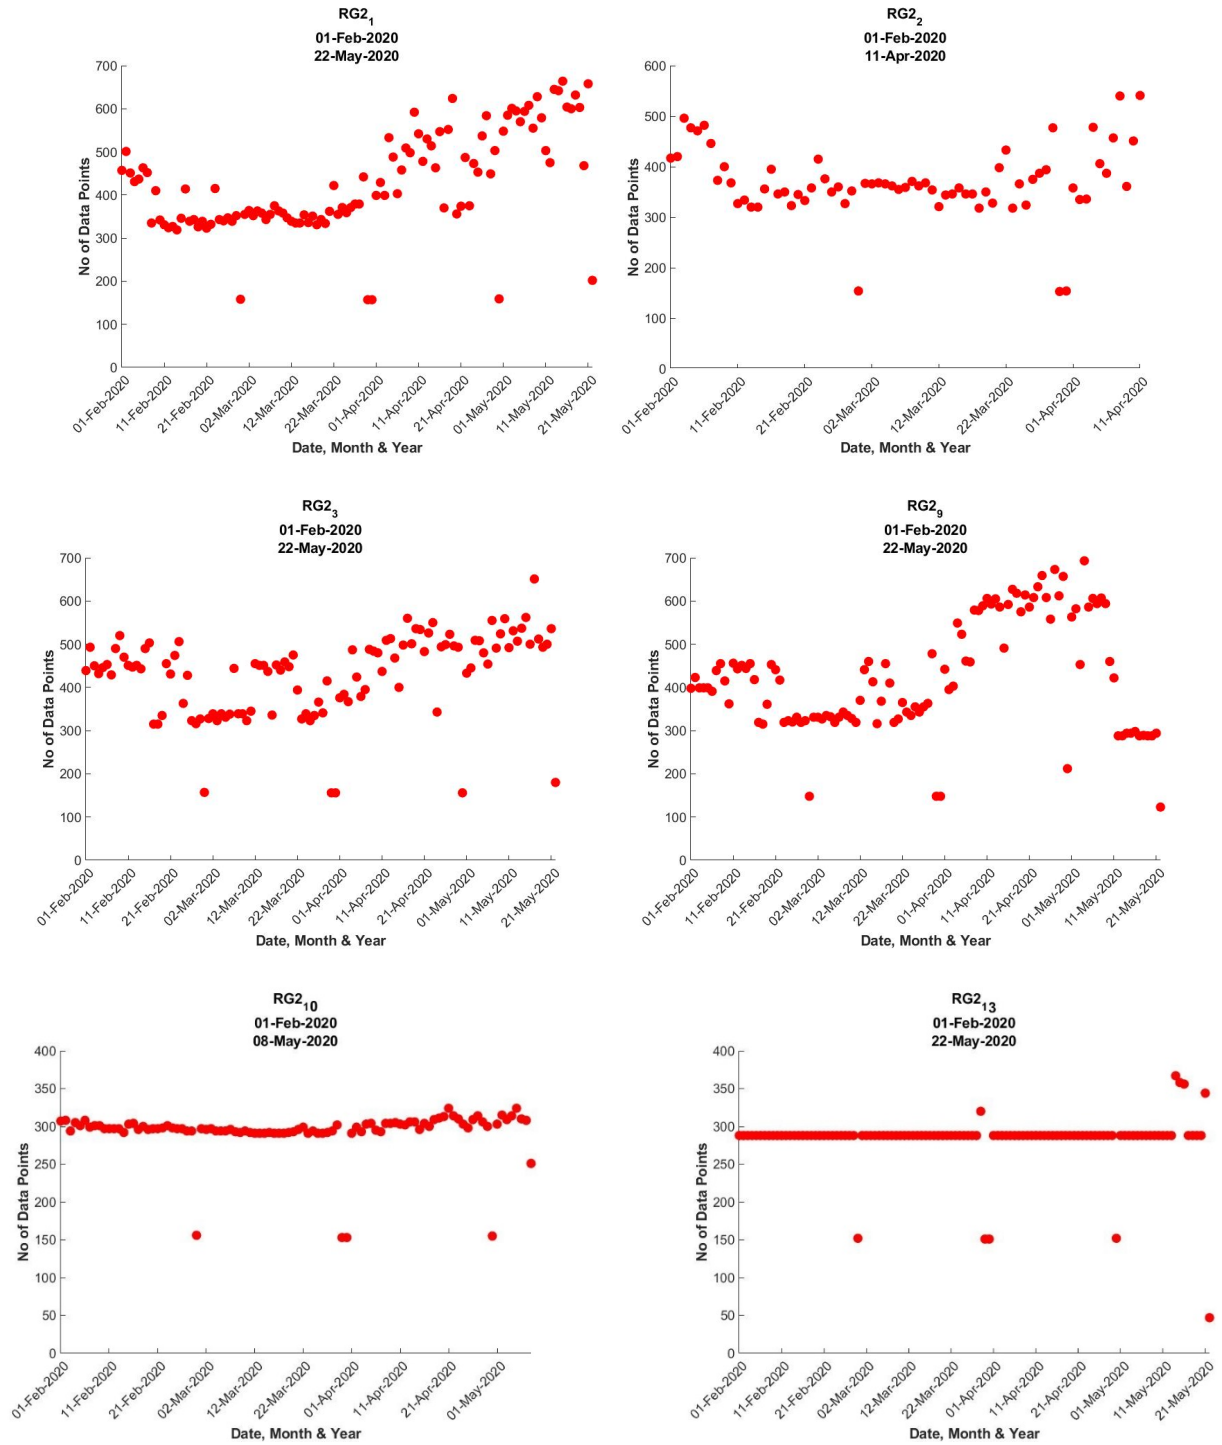 RG2₁
01-Feb-2020
22-May-2020
700
600
500
400
300
200
100
0
No of Data Points
01-Feb-2020
11-Feb-2020
21-Feb-2020
02-Mar-2020
12-Mar-2020
22-Mar-2020
01-Apr-2020
11-Apr-2020
21-Apr-2020
01-May-2020
11-May-2020
21-May-2020
Date, Month & Year
RG2₂
01-Feb-2020
11-Apr-2020
600
500
400
300
200
100
0
No of Data Points
01-Feb-2020
11-Feb-2020
21-Feb-2020
02-Mar-2020
12-Mar-2020
22-Mar-2020
01-Apr-2020
11-Apr-2020
Date, Month & Year
RG2₃
01-Feb-2020
22-May-2020
700
600
500
400
300
200
100
0
No of Data Points
01-Feb-2020
11-Feb-2020
21-Feb-2020
02-Mar-2020
12-Mar-2020
22-Mar-2020
01-Apr-2020
11-Apr-2020
21-Apr-2020
01-May-2020
11-May-2020
21-May-2020
Date, Month & Year
RG2₉
01-Feb-2020
22-May-2020
700
600
500
400
300
200
100
0
No of Data Points
01-Feb-2020
11-Feb-2020
21-Feb-2020
02-Mar-2020
12-Mar-2020
22-Mar-2020
01-Apr-2020
11-Apr-2020
21-Apr-2020
01-May-2020
11-May-2020
21-May-2020
Date, Month & Year
RG2₁₀
01-Feb-2020
08-May-2020
400
350
300
250
200
150
100
50
0
No of Data Points
01-Feb-2020
11-Feb-2020
21-Feb-2020
02-Mar-2020
12-Mar-2020
22-Mar-2020
01-Apr-2020
11-Apr-2020
21-Apr-2020
01-May-2020
Date, Month & Year
RG2₁₃
01-Feb-2020
22-May-2020
400
350
300
250
200
150
100
50
0
No of Data Points
01-Feb-2020
11-Feb-2020
21-Feb-2020
02-Mar-2020
12-Mar-2020
22-Mar-2020
01-Apr-2020
11-Apr-2020
21-Apr-2020
01-May-2020
11-May-2020
21-May-2020
Date, Month & Year